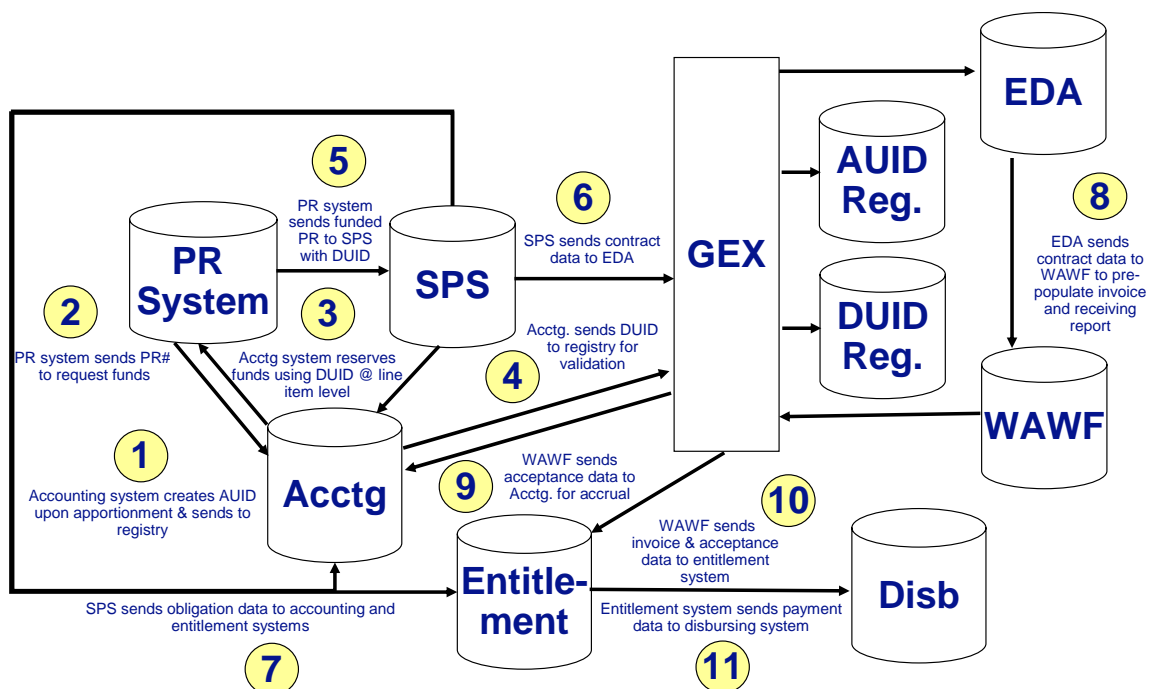 EDA
AUID
Reg.
5
PR system
sends funded
PR to SPS
with DUID
6
SPS sends contract
data to EDA
GEX
8
EDA sends
contract data to
WAWF to pre-
populate invoice
and receiving
report
PR
System
SPS
DUID
Reg.
2
PR system sends PR#
to request funds
3
Acctg system reserves
funds using DUID @ line
item level
4
Acctg. sends DUID
to registry for
validation
WAWF
1
Accounting system creates AUID
upon apportionment & sends to
registry
Acctg
9
WAWF sends
acceptance data to
Acctg. for accrual
10
WAWF sends
invoice & acceptance
data to entitlement
system
Entitle-
ment
Disb
SPS sends obligation data to accounting and
entitlement systems
7
Entitlement system sends payment
data to disbursing system
11